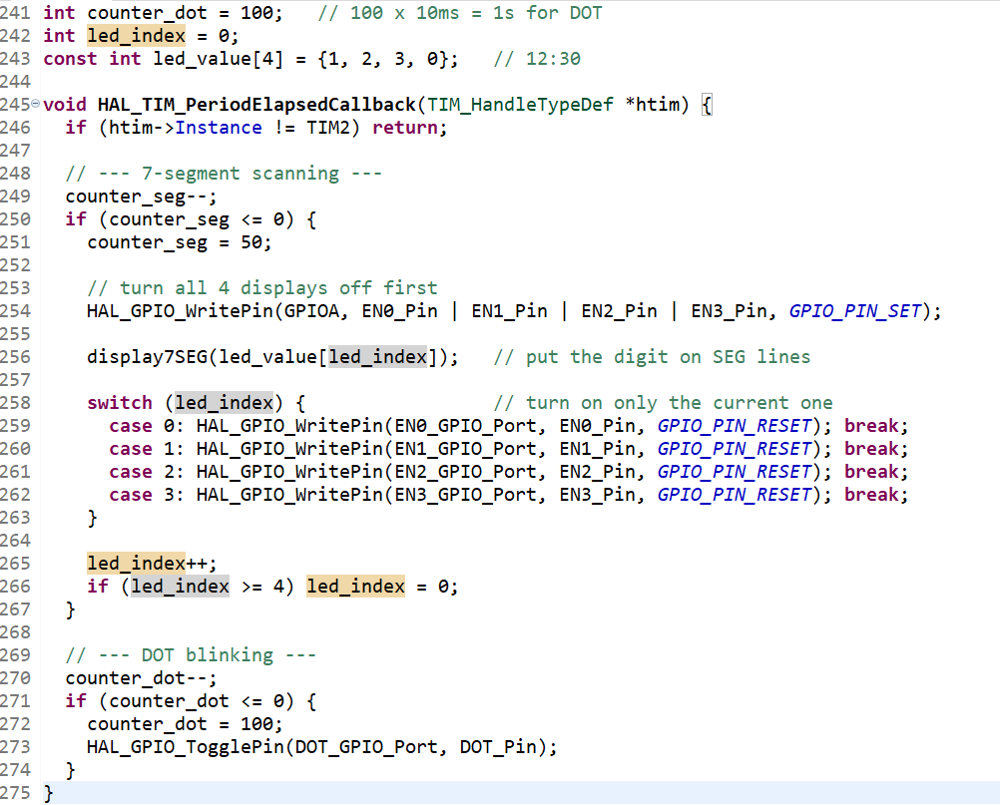 241 int counter_dot = 100;   // 100 x 10ms = 1s for DOT
242 int led_index = 0;
243 const int led_value[4] = {1, 2, 3, 0};   // 12:30
244
245 void HAL_TIM_PeriodElapsedCallback(TIM_HandleTypeDef *htim) {
246   if (htim->Instance != TIM2) return;
247
248   // --- 7-segment scanning ---
249   counter_seg--;
250   if (counter_seg <= 0) {
251     counter_seg = 50;
252
253     // turn all 4 displays off first
254     HAL_GPIO_WritePin(GPIOA, EN0_Pin | EN1_Pin | EN2_Pin | EN3_Pin, GPIO_PIN_SET);
255
256     display7SEG(led_value[led_index]);   // put the digit on SEG lines
257
258     switch (led_index) {                 // turn on only the current one
259       case 0: HAL_GPIO_WritePin(EN0_GPIO_Port, EN0_Pin, GPIO_PIN_RESET); break;
260       case 1: HAL_GPIO_WritePin(EN1_GPIO_Port, EN1_Pin, GPIO_PIN_RESET); break;
261       case 2: HAL_GPIO_WritePin(EN2_GPIO_Port, EN2_Pin, GPIO_PIN_RESET); break;
262       case 3: HAL_GPIO_WritePin(EN3_GPIO_Port, EN3_Pin, GPIO_PIN_RESET); break;
263     }
264
265     led_index++;
266     if (led_index >= 4) led_index = 0;
267   }
268
269   // --- DOT blinking ---
270   counter_dot--;
271   if (counter_dot <= 0) {
272     counter_dot = 100;
273     HAL_GPIO_TogglePin(DOT_GPIO_Port, DOT_Pin);
274   }
275 }